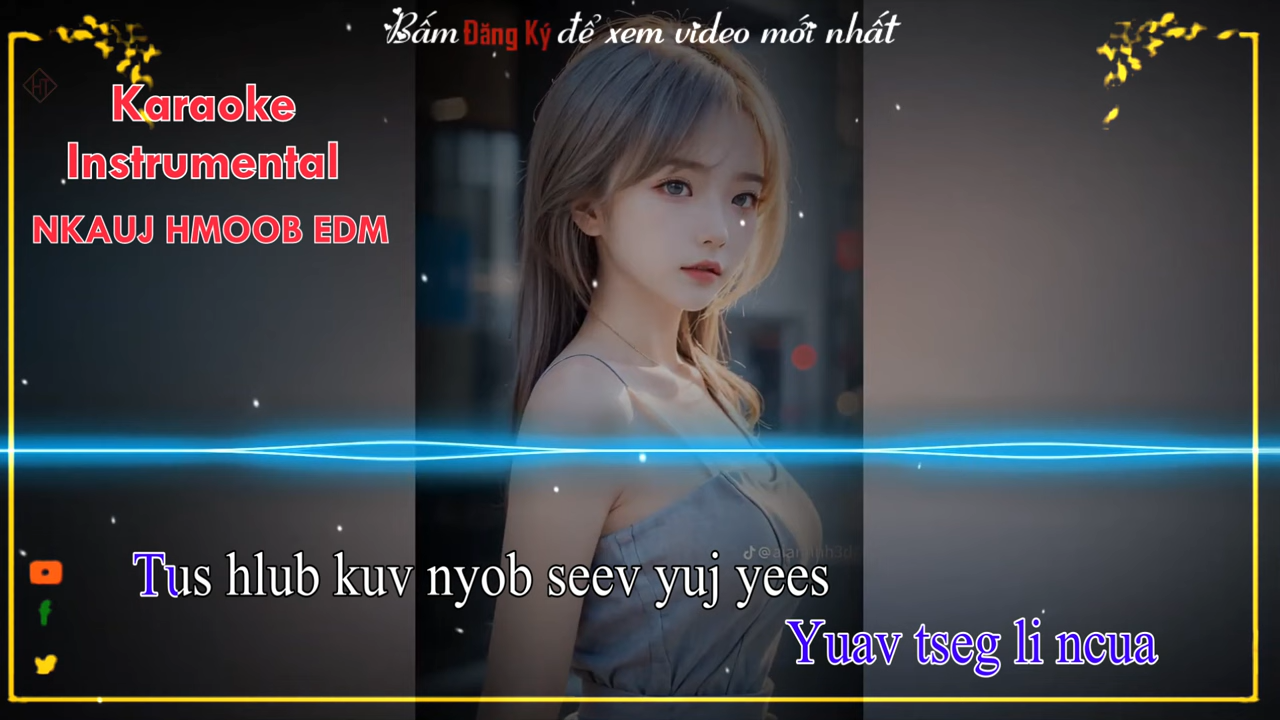 Bấm Đăng Ký để xem video mới nhất
HT
Karaoke
Instrumental
NKAUJ HMOOB EDM
Tus hlub kuv nyob seev yuj yees
Yuav tseg li ncua